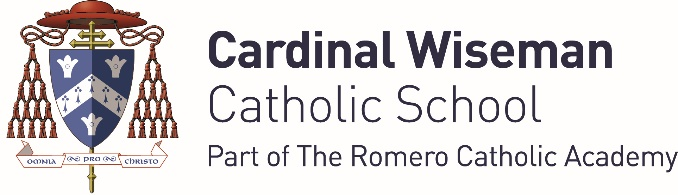 Cardinal Wiseman
Catholic School
Part of The Romero Catholic Academy
OMNIA PRO CHRISTO